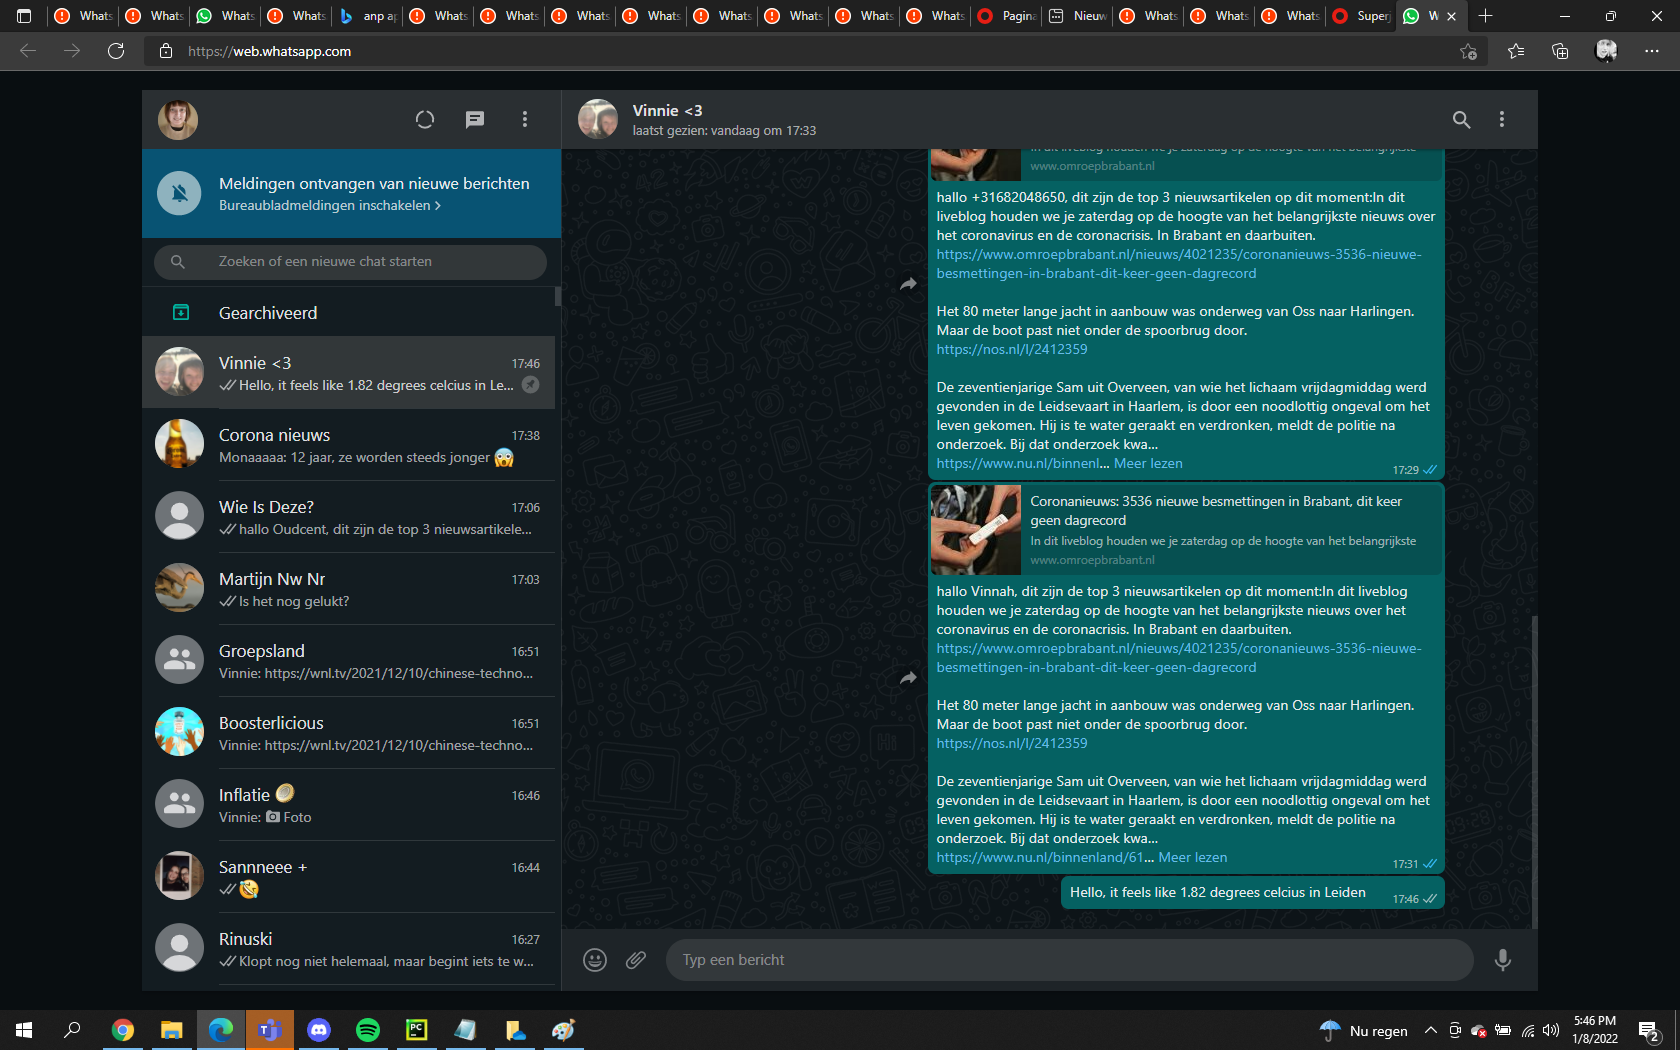 Whats
Whats
Whats
Whats
anp ap
Whats
Whats
Whats
Whats
Whats
Whats
Whats
Whats
Pagina
Nieuw
Whats
Whats
Whats
Super
W
https://web.whatsapp.com
Meldingen ontvangen van nieuwe berichten
Bureaubladmeldingen inschakelen >
Zoeken of een nieuwe chat starten
Gearchiveerd
Vinnie <3 17:46
Hello, it feels like 1.82 degrees celcius in Le...
Corona nieuws 17:38
Monaaaaa: 12 jaar, ze worden steeds jonger 😱
Wie Is Deze? 17:06
hallo Oudcent, dit zijn de top 3 nieuwsartikele...
Martijn Nw Nr 17:03
Is het nog gelukt?
Groepsland 16:51
Vinnie: https://wnl.tv/2021/12/10/chinese-techno...
Boosterlicious 16:51
Vinnie: https://wnl.tv/2021/12/10/chinese-techno...
Inflatie 16:46
Vinnie: Foto
Sannneee + 16:44
🤣
Rinuski 16:27
Klopt nog niet helemaal, maar begint iets te w...
Vinnie <3
laatst gezien: vandaag om 17:33
In dit liveblog houden we je zaterdag op de hoogte van het belangrijkste
www.omroepbrabant.nl
hallo +31682048650, dit zijn de top 3 nieuwsartikelen op dit moment:In dit
liveblog houden we je zaterdag op de hoogte van het belangrijkste nieuws over
het coronavirus en de coronacrisis. In Brabant en daarbuiten.
https://www.omroepbrabant.nl/nieuws/4021235/coronanieuws-3536-nieuwe-
besmettingen-in-brabant-dit-keer-geen-dagrecord
Het 80 meter lange jacht in aanbouw was onderweg van Oss naar Harlingen.
Maar de boot past niet onder de spoorbrug door.
https://nos.nl/l/2412359
De zeventienjarige Sam uit Overveen, van wie het lichaam vrijdagmiddag werd
gevonden in de Leidsevaart in Haarlem, is door een noodlottig ongeval om het
leven gekomen. Hij is te water geraakt en verdronken, meldt de politie na
onderzoek. Bij dat onderzoek kwa...
https://www.nu.nl/binnenl... Meer lezen
17:29
Coronanieuws: 3536 nieuwe besmettingen in Brabant, dit keer
geen dagrecord
In dit liveblog houden we je zaterdag op de hoogte van het belangrijkste
www.omroepbrabant.nl
hallo Vinnah, dit zijn de top 3 nieuwsartikelen op dit moment:In dit liveblog
houden we je zaterdag op de hoogte van het belangrijkste nieuws over het
coronavirus en de coronacrisis. In Brabant en daarbuiten.
https://www.omroepbrabant.nl/nieuws/4021235/coronanieuws-3536-nieuwe-
besmettingen-in-brabant-dit-keer-geen-dagrecord
Het 80 meter lange jacht in aanbouw was onderweg van Oss naar Harlingen.
Maar de boot past niet onder de spoorbrug door.
https://nos.nl/l/2412359
De zeventienjarige Sam uit Overveen, van wie het lichaam vrijdagmiddag werd
gevonden in de Leidsevaart in Haarlem, is door een noodlottig ongeval om het
leven gekomen. Hij is te water geraakt en verdronken, meldt de politie na
onderzoek. Bij dat onderzoek kwa...
https://www.nu.nl/binnenland/61... Meer lezen
17:31
Hello, it feels like 1.82 degrees celcius in Leiden 17:46
Typ een bericht
Nu regen
5:46 PM
1/8/2022
2